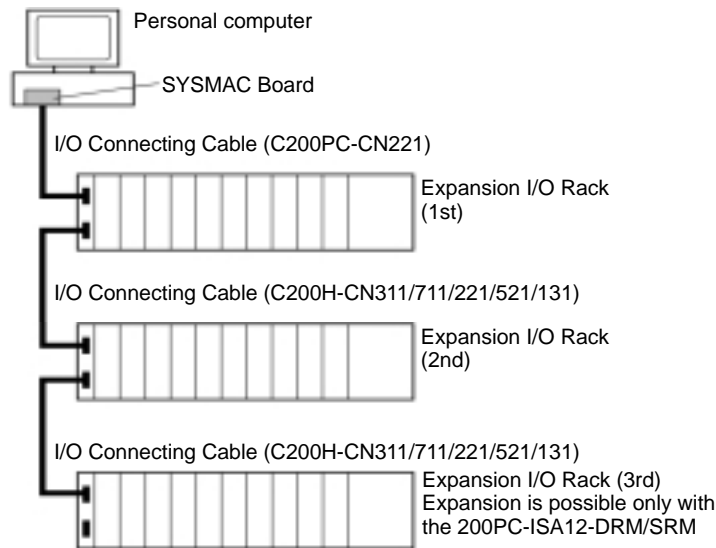 Personal computer
SYSMAC Board
I/O Connecting Cable (C200PC-CN221)
Expansion I/O Rack
(1st)
I/O Connecting Cable (C200H-CN311/711/221/521/131)
Expansion I/O Rack
(2nd)
I/O Connecting Cable (C200H-CN311/711/221/521/131)
Expansion I/O Rack (3rd)
Expansion is possible only with
the 200PC-ISA12-DRM/SRM